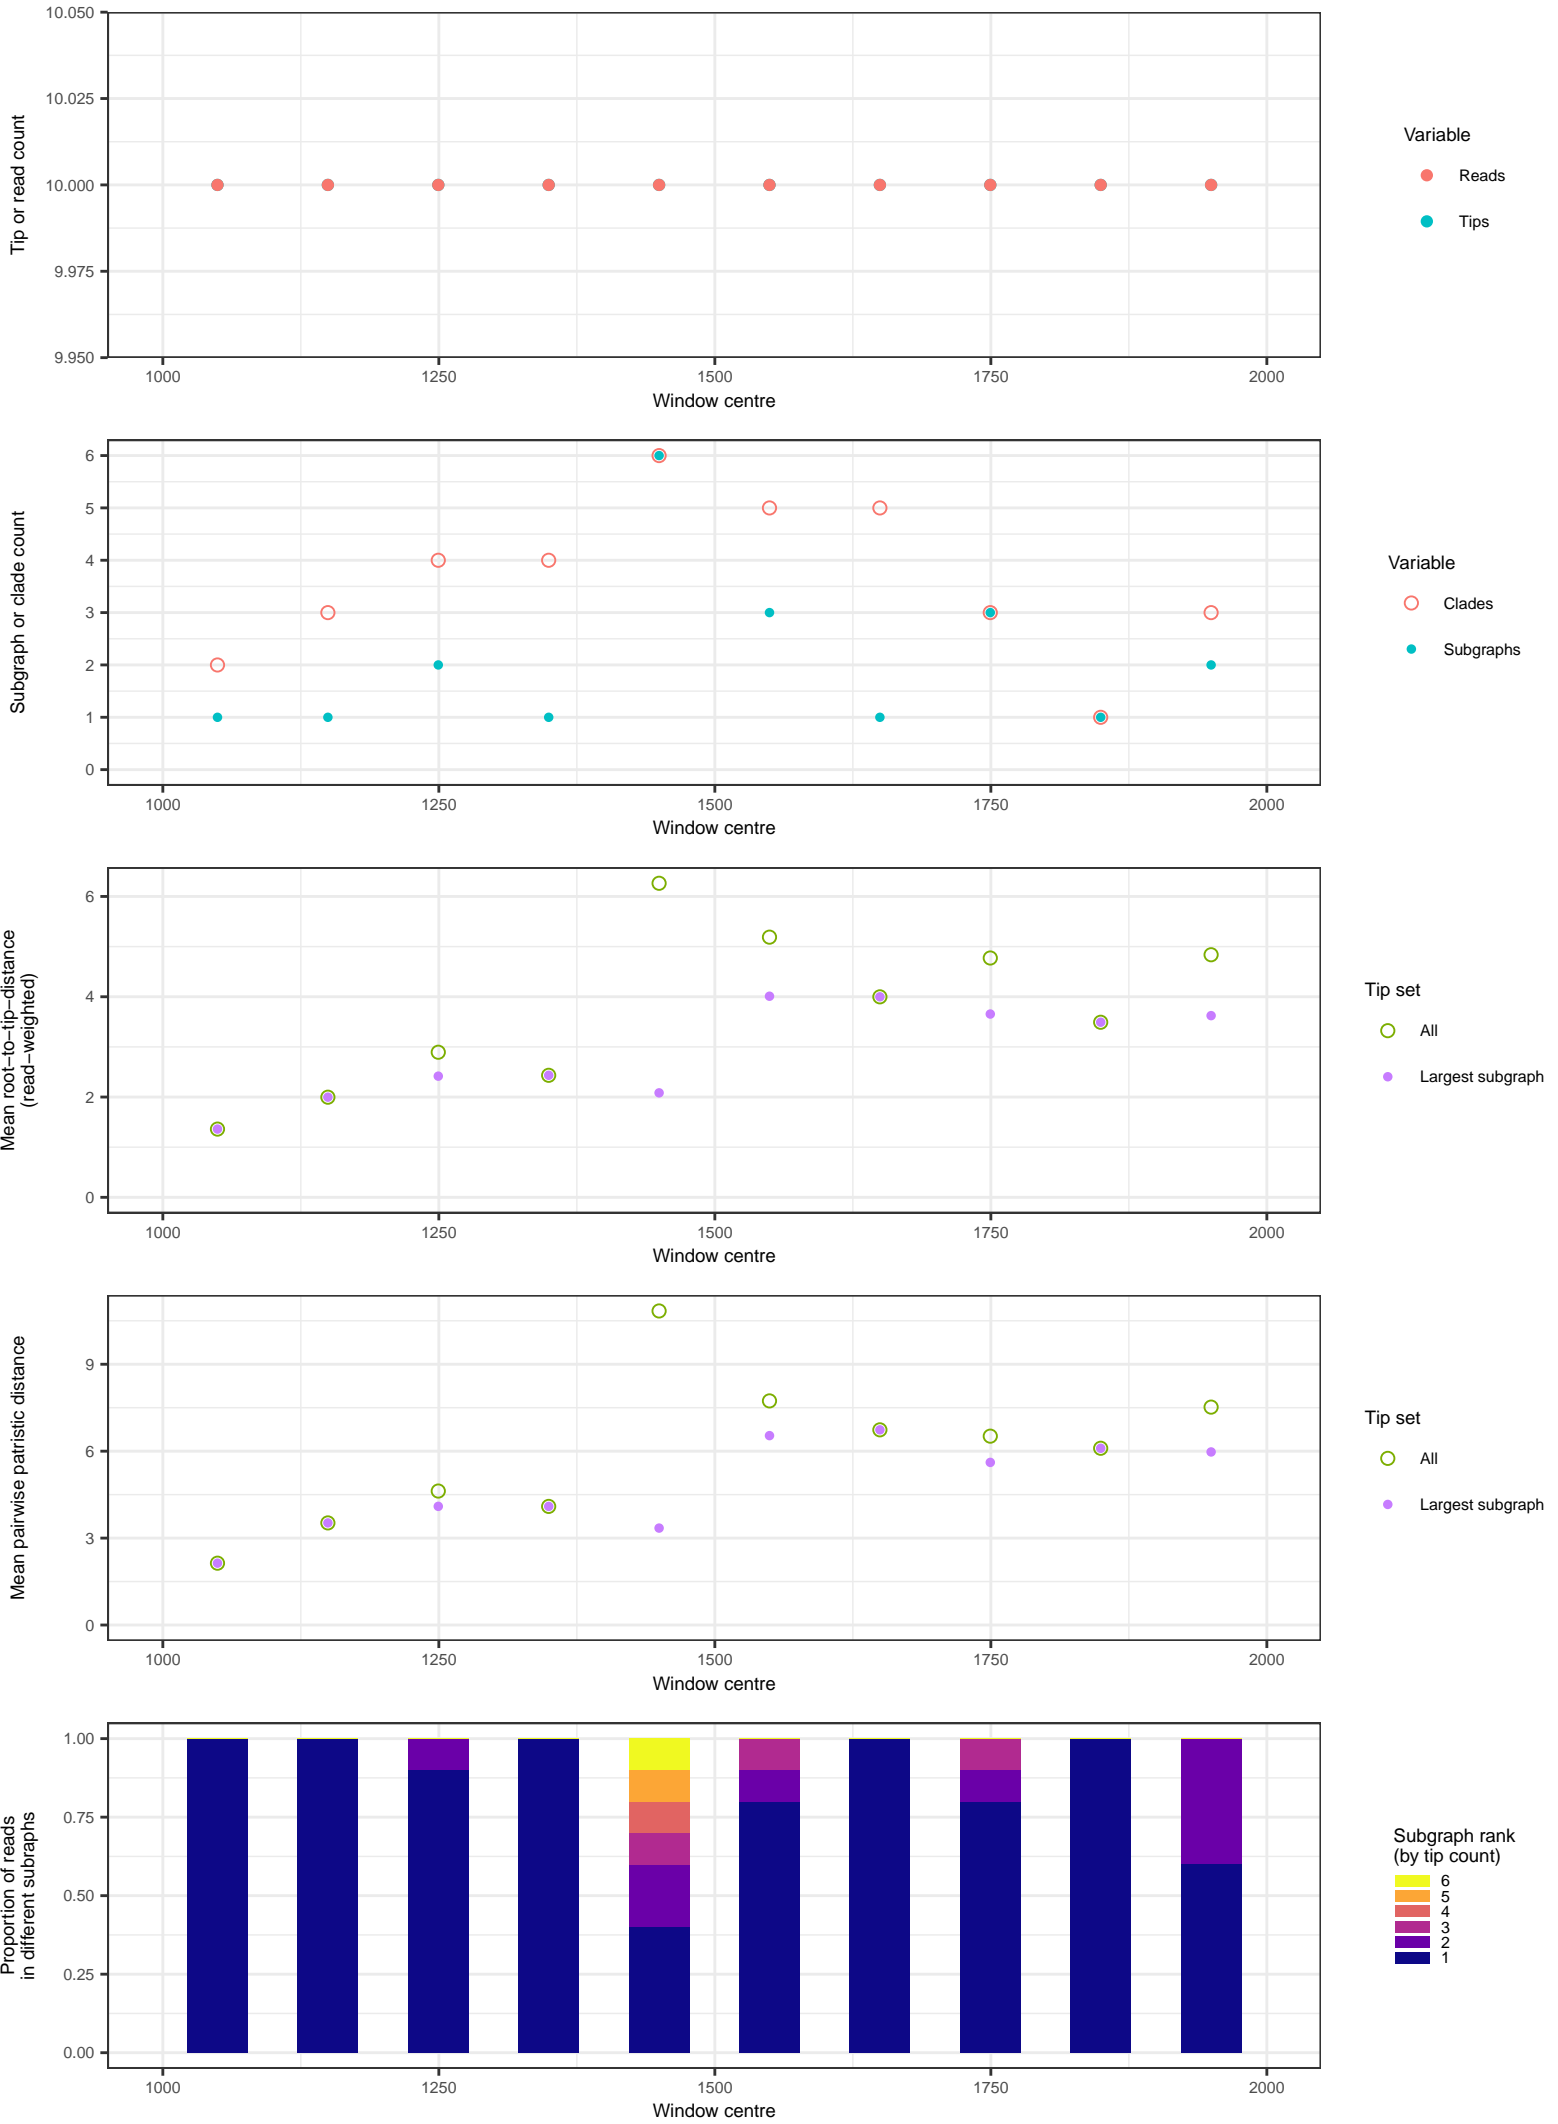 10.050
10.025
10.000
9.975
9.950
Tip or read count
1000 1250 1500 1750 2000
Window centre
Variable
Reads
Tips
6
5
4
3
2
1
0
Subgraph or clade count
1000 1250 1500 1750 2000
Window centre
Variable
Clades
Subgraphs
6
4
2
0
Mean root−to−tip−distance
(read−weighted)
1000 1250 1500 1750 2000
Window centre
Tip set
All
Largest subgraph
9
6
3
0
Mean pairwise patristic distance
1000 1250 1500 1750 2000
Window centre
Tip set
All
Largest subgraph
1.00
0.75
0.50
0.25
0.00
Proportion of reads
in different subraphs
1000 1250 1500 1750 2000
Window centre
Subgraph rank
(by tip count)
6
5
4
3
2
1